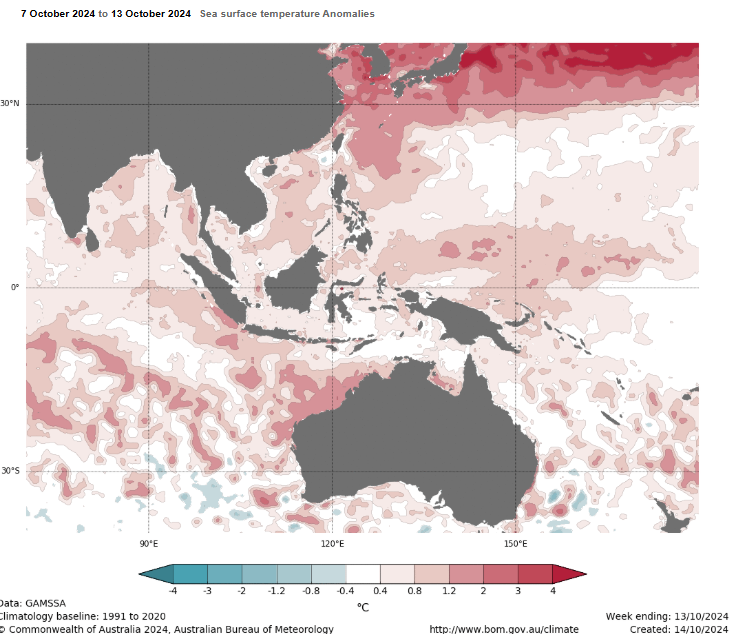 7 October 2024 to 13 October 2024 Sea surface temperature Anomalies
30°N
0°
30°S
90°E 120°E 150°E
-4 -3 -2 -1.2 -0.8 -0.4 0.4 0.8 1.2 2 3 4
°C
Data: GAMSSA
Climatology baseline: 1991 to 2020 Week ending: 13/10/2024
© Commonwealth of Australia 2024, Australian Bureau of Meteorology http://www.bom.gov.au/climate Created: 14/10/2024